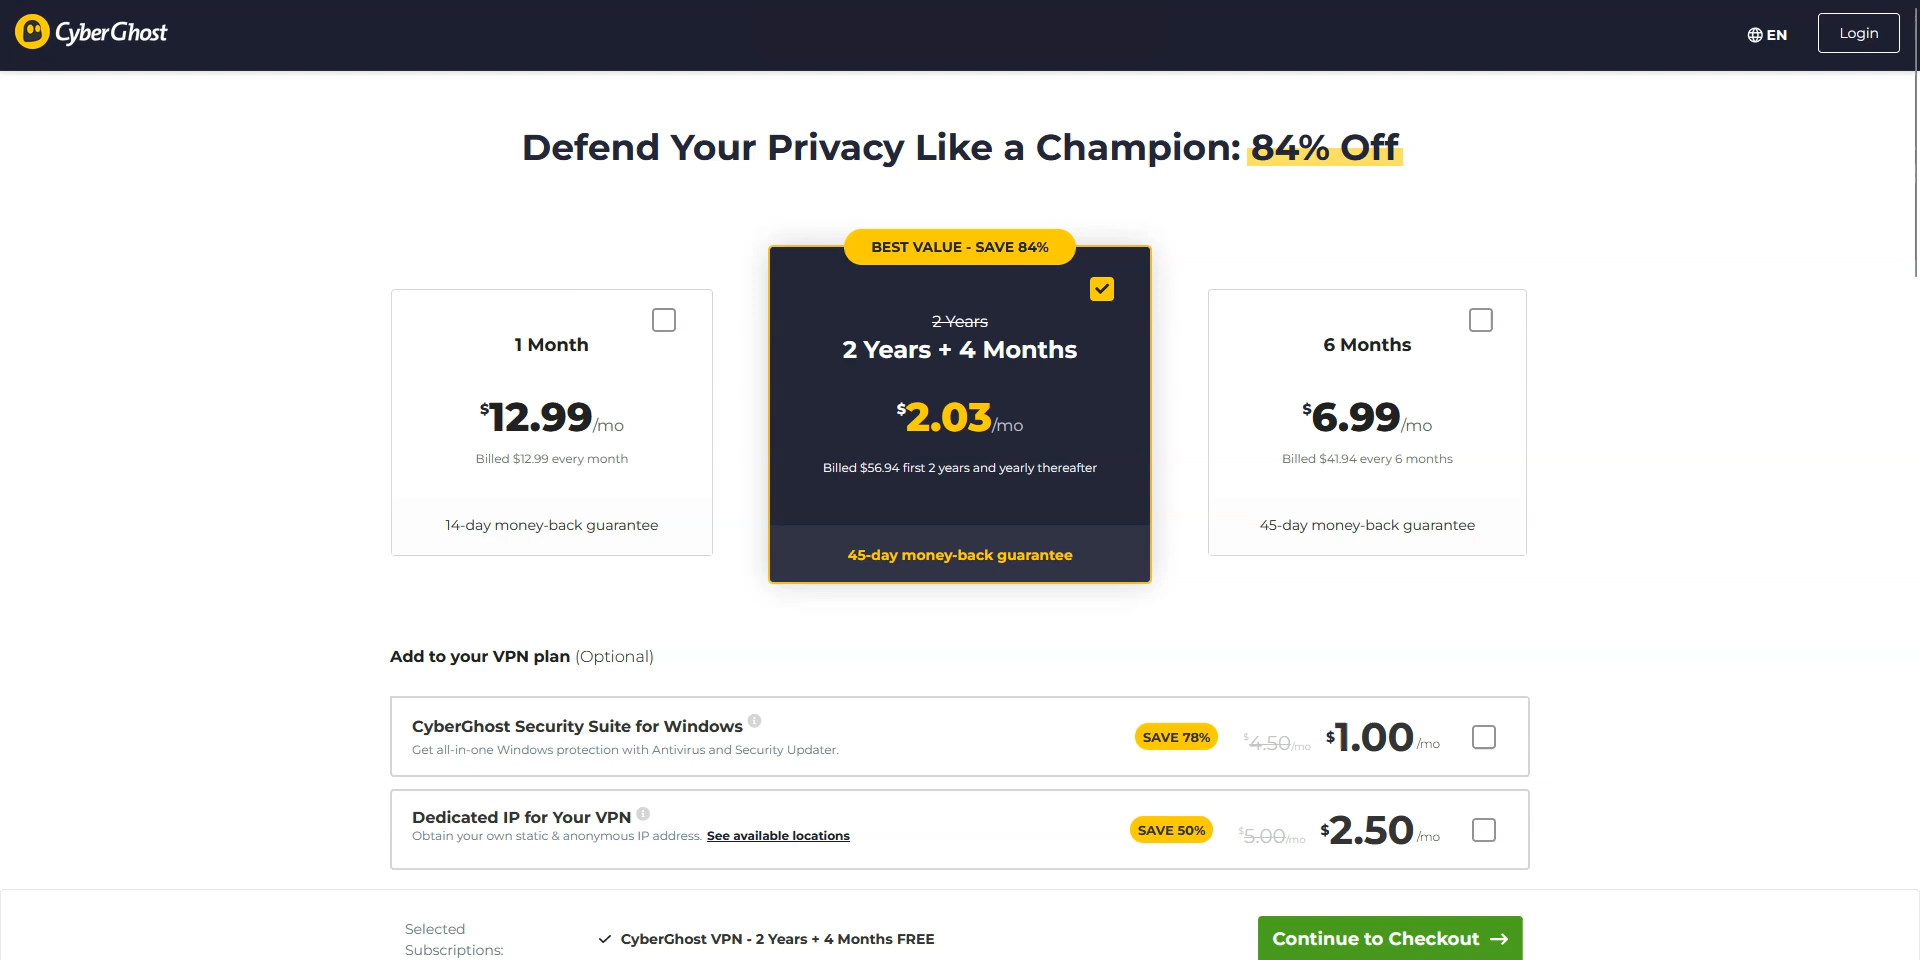 CyberGhost
EN
Login
Defend Your Privacy Like a Champion: 84% Off
BEST VALUE - SAVE 84%
1 Month
$12.99/mo
Billed $12.99 every month
14-day money-back guarantee
2 Years
2 Years + 4 Months
$2.03/mo
Billed $56.94 first 2 years and yearly thereafter
45-day money-back guarantee
6 Months
$6.99/mo
Billed $41.94 every 6 months
45-day money-back guarantee
Add to your VPN plan (Optional)
CyberGhost Security Suite for Windows
Get all-in-one Windows protection with Antivirus and Security Updater.
SAVE 78%
$4.50/mo
$1.00/mo
Dedicated IP for Your VPN
Obtain your own static & anonymous IP address. See available locations
SAVE 50%
$5.00/mo
$2.50/mo
Selected
Subscriptions:
CyberGhost VPN - 2 Years + 4 Months FREE
Continue to Checkout →